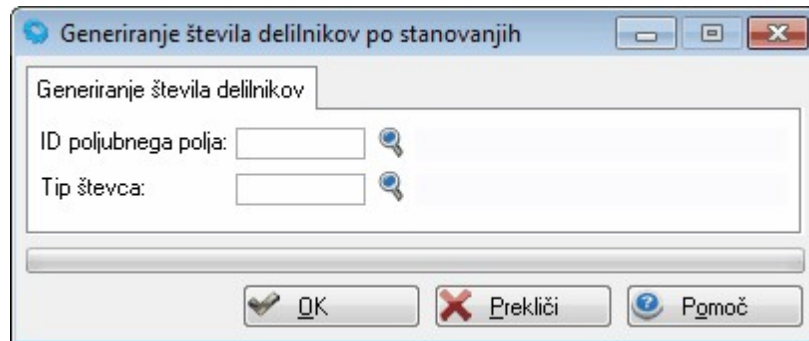 Generiranje števila delilnikov po stanovanjih
Generiranje števila delilnikov
ID poljubnega polja:
Tip števca:
OK Prekliči Pomoč